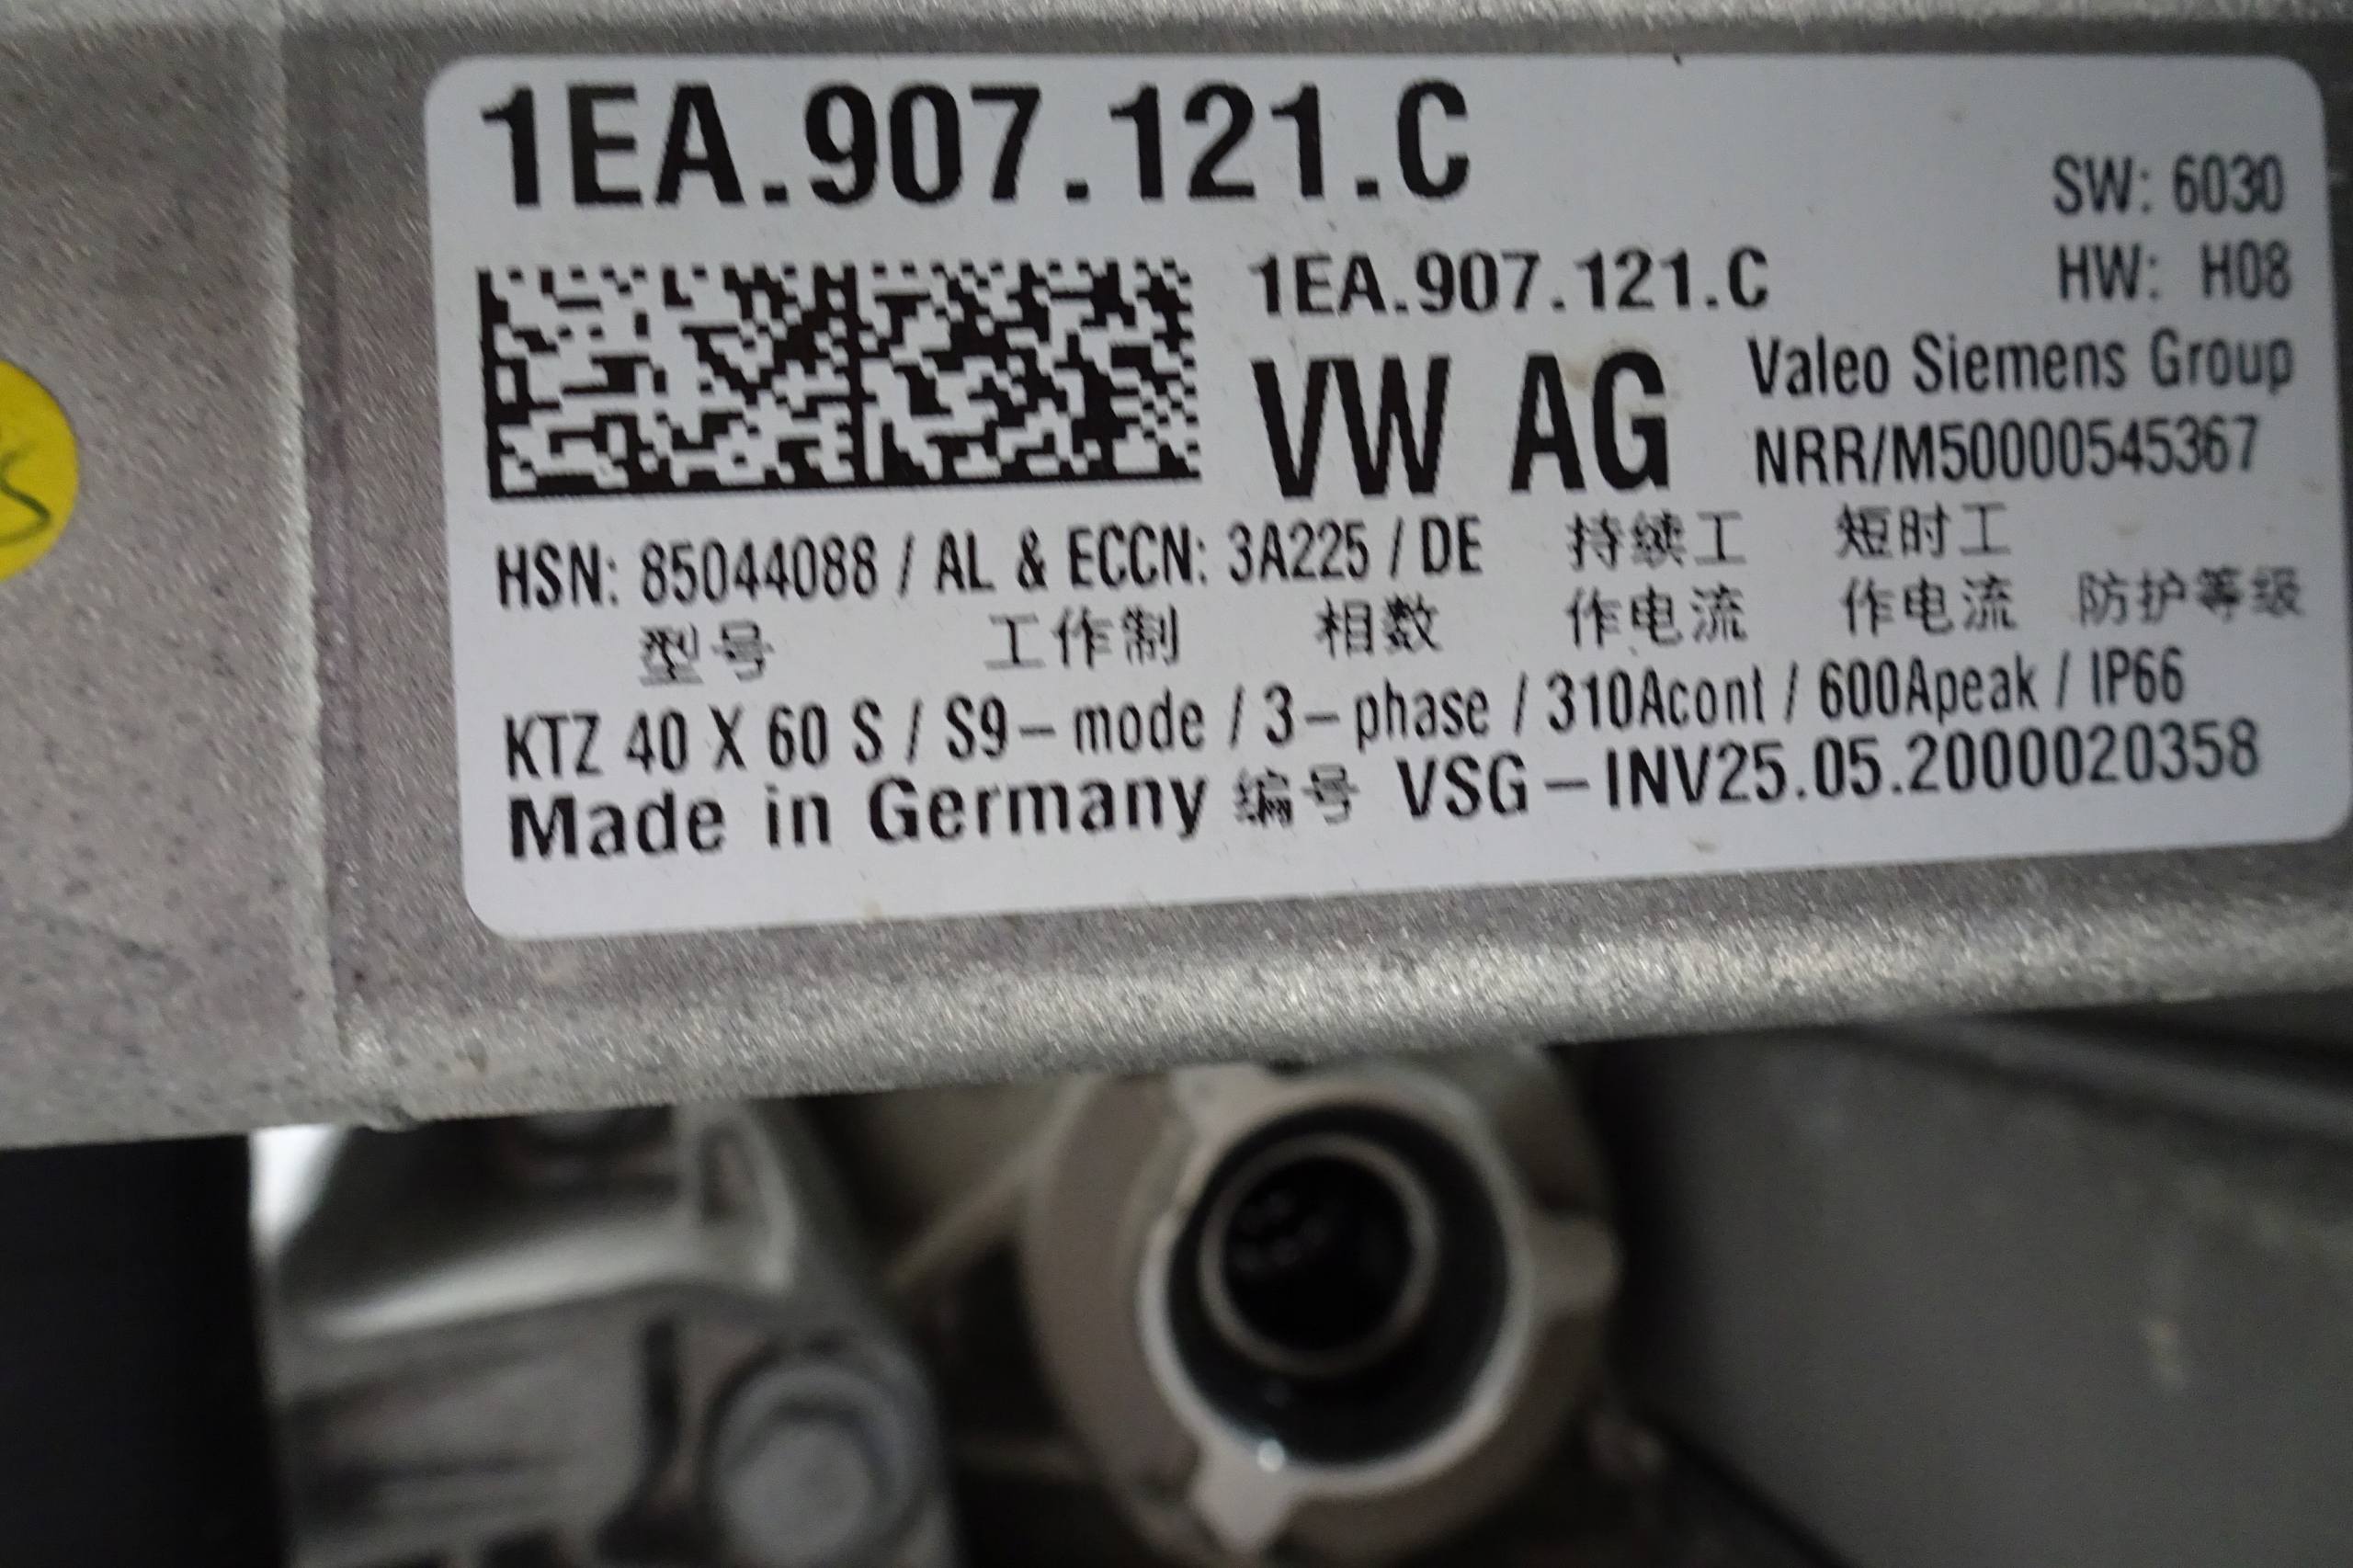 1EA.907.121.C
SW: 6030
1EA.907.121.C
HW: H08
VW AG
Valeo Siemens Group
NRR/M50000545367
HSN: 85044088 / AL & ECCN: 3A225 / DE
持续工 短时工
型号 工作制 相数 作电流 作电流 防护等级
KTZ 40 X 60 S / S9-mode / 3-phase / 310Acont / 600Apeak / IP66
Made in Germany 编号 VSG-INV25.05.2000020358